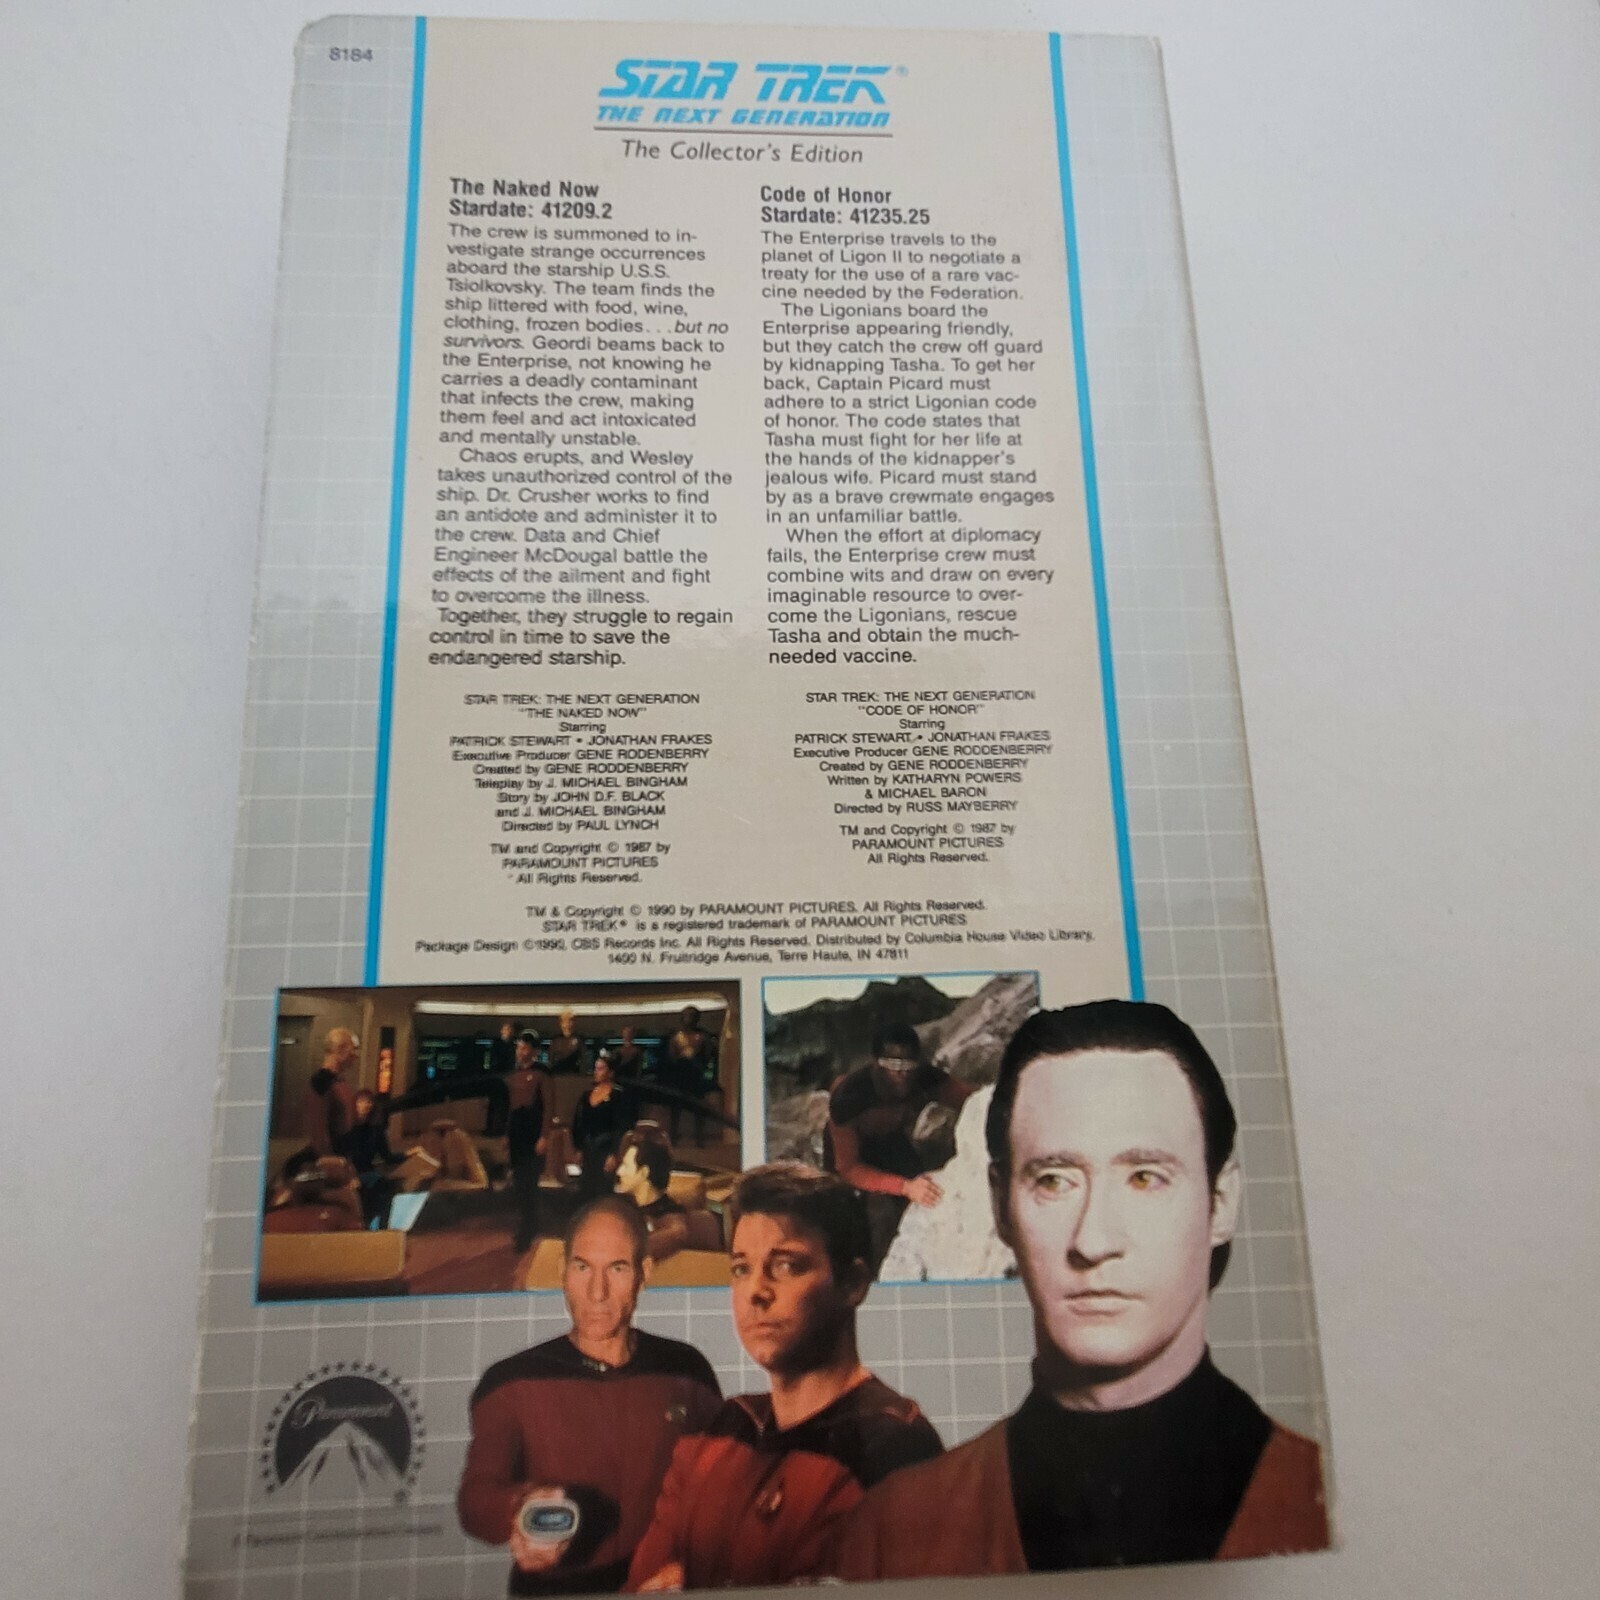 8184
STAR TREK®
THE NEXT GENERATION
The Collector's Edition
The Naked Now
Stardate: 41209.2
The crew is summoned to in-
vestigate strange occurrences
aboard the starship U.S.S.
Tsiolkovsky. The team finds the
ship littered with food, wine,
clothing, frozen bodies. . .but no
survivors. Geordi beams back to
the Enterprise, not knowing he
carries a deadly contaminant
that infects the crew, making
them feel and act intoxicated
and mentally unstable.
Chaos erupts, and Wesley
takes unauthorized control of the
ship. Dr. Crusher works to find
an antidote and administer it to
the crew. Data and Chief
Engineer McDougal battle the
effects of the ailment and fight
to overcome the illness.
Together, they struggle to regain
control in time to save the
endangered starship.
Code of Honor
Stardate: 41235.25
The Enterprise travels to the
planet of Ligon II to negotiate a
treaty for the use of a rare vac-
cine needed by the Federation.
The Ligonians board the
Enterprise appearing friendly,
but they catch the crew off guard
by kidnapping Tasha. To get her
back, Captain Picard must
adhere to a strict Ligonian code
of honor. The code states that
Tasha must fight for her life at
the hands of the kidnapper's
jealous wife. Picard must stand
by as a brave crewmate engages
in an unfamiliar battle.
When the effort at diplomacy
fails, the Enterprise crew must
combine wits and draw on every
imaginable resource to over-
come the Ligonians, rescue
Tasha and obtain the much-
needed vaccine.
STAR TREK: THE NEXT GENERATION
"THE NAKED NOW"
Starring
PATRICK STEWART • JONATHAN FRAKES
Executive Producer GENE RODENBERRY
Created by GENE RODDENBERRY
Teleplay by J. MICHAEL BINGHAM
Story by JOHN D.F. BLACK
and J. MICHAEL BINGHAM
Directed by PAUL LYNCH
TM and Copyright © 1987 by
PARAMOUNT PICTURES
All Rights Reserved.
STAR TREK: THE NEXT GENERATION
"CODE OF HONOR"
Starring
PATRICK STEWART • JONATHAN FRAKES
Executive Producer GENE RODDENBERRY
Created by GENE RODDENBERRY
Written by KATHARYN POWERS
& MICHAEL BARON
Directed by RUSS MAYBERRY
TM and Copyright © 1987 by
PARAMOUNT PICTURES
All Rights Reserved.
TM & Copyright © 1990 by PARAMOUNT PICTURES. All Rights Reserved.
STAR TREK® is a registered trademark of PARAMOUNT PICTURES
Package Design ©1990, CBS Records Inc. All Rights Reserved. Distributed by Columbia House Video Library,
1400 N. Fruitridge Avenue, Terre Haute, IN 47811
Paramount
A Paramount Communications Company